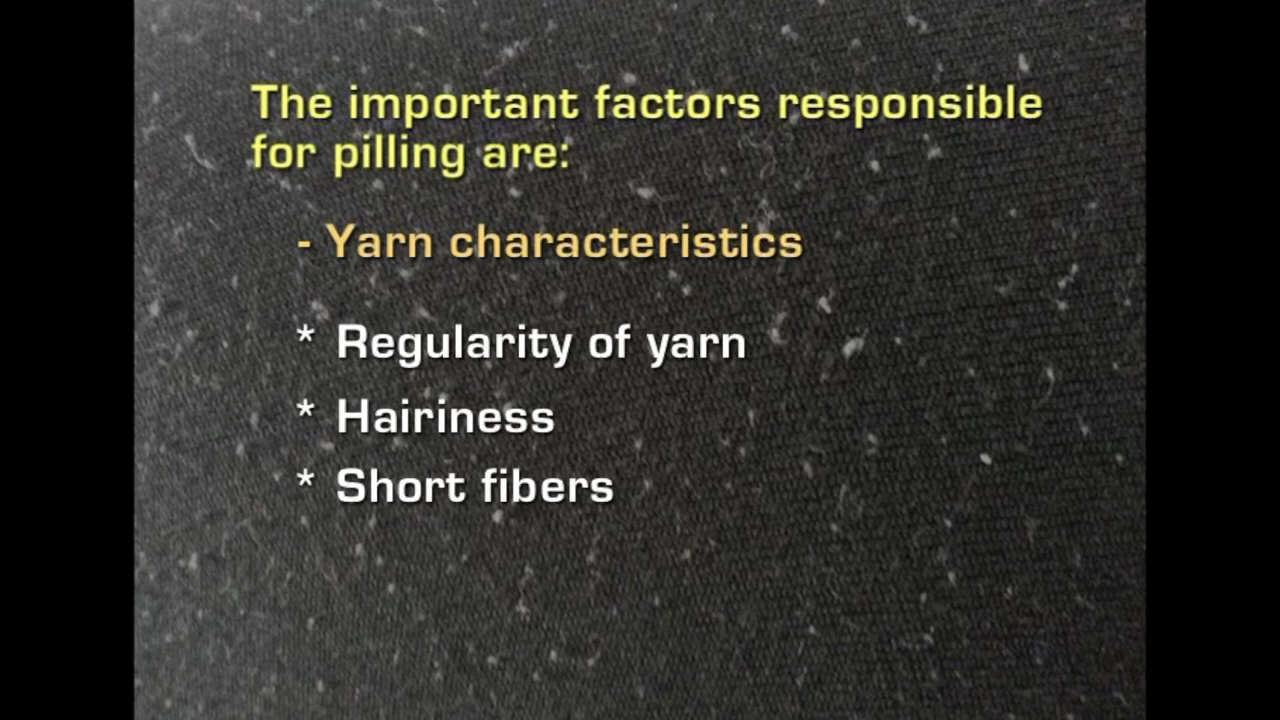 The important factors responsible
for pilling are:
- Yarn characteristics
* Regularity of yarn
* Hairiness
* Short fibers